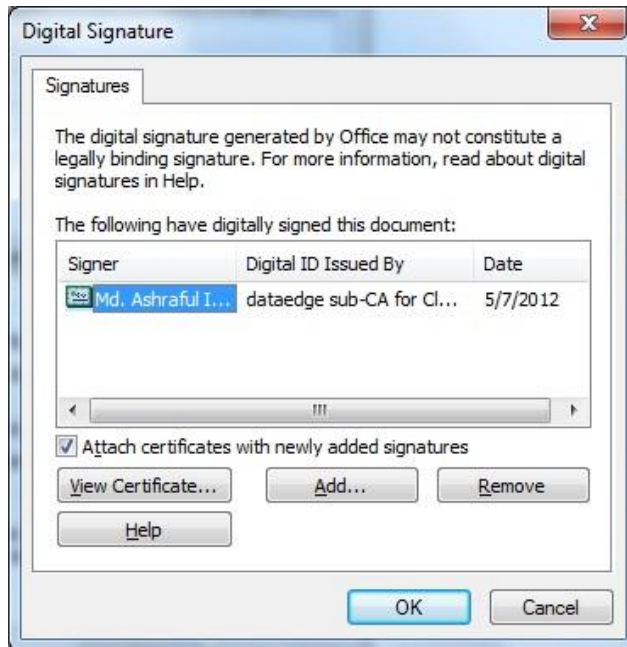 Digital Signature
Signatures
The digital signature generated by Office may not constitute a
legally binding signature. For more information, read about digital
signatures in Help.
The following have digitally signed this document:
Signer Digital ID Issued By Date
Md. Ashraful I... dataedge sub-CA for Cl... 5/7/2012
Attach certificates with newly added signatures
View Certificate... Add... Remove
Help
OK Cancel